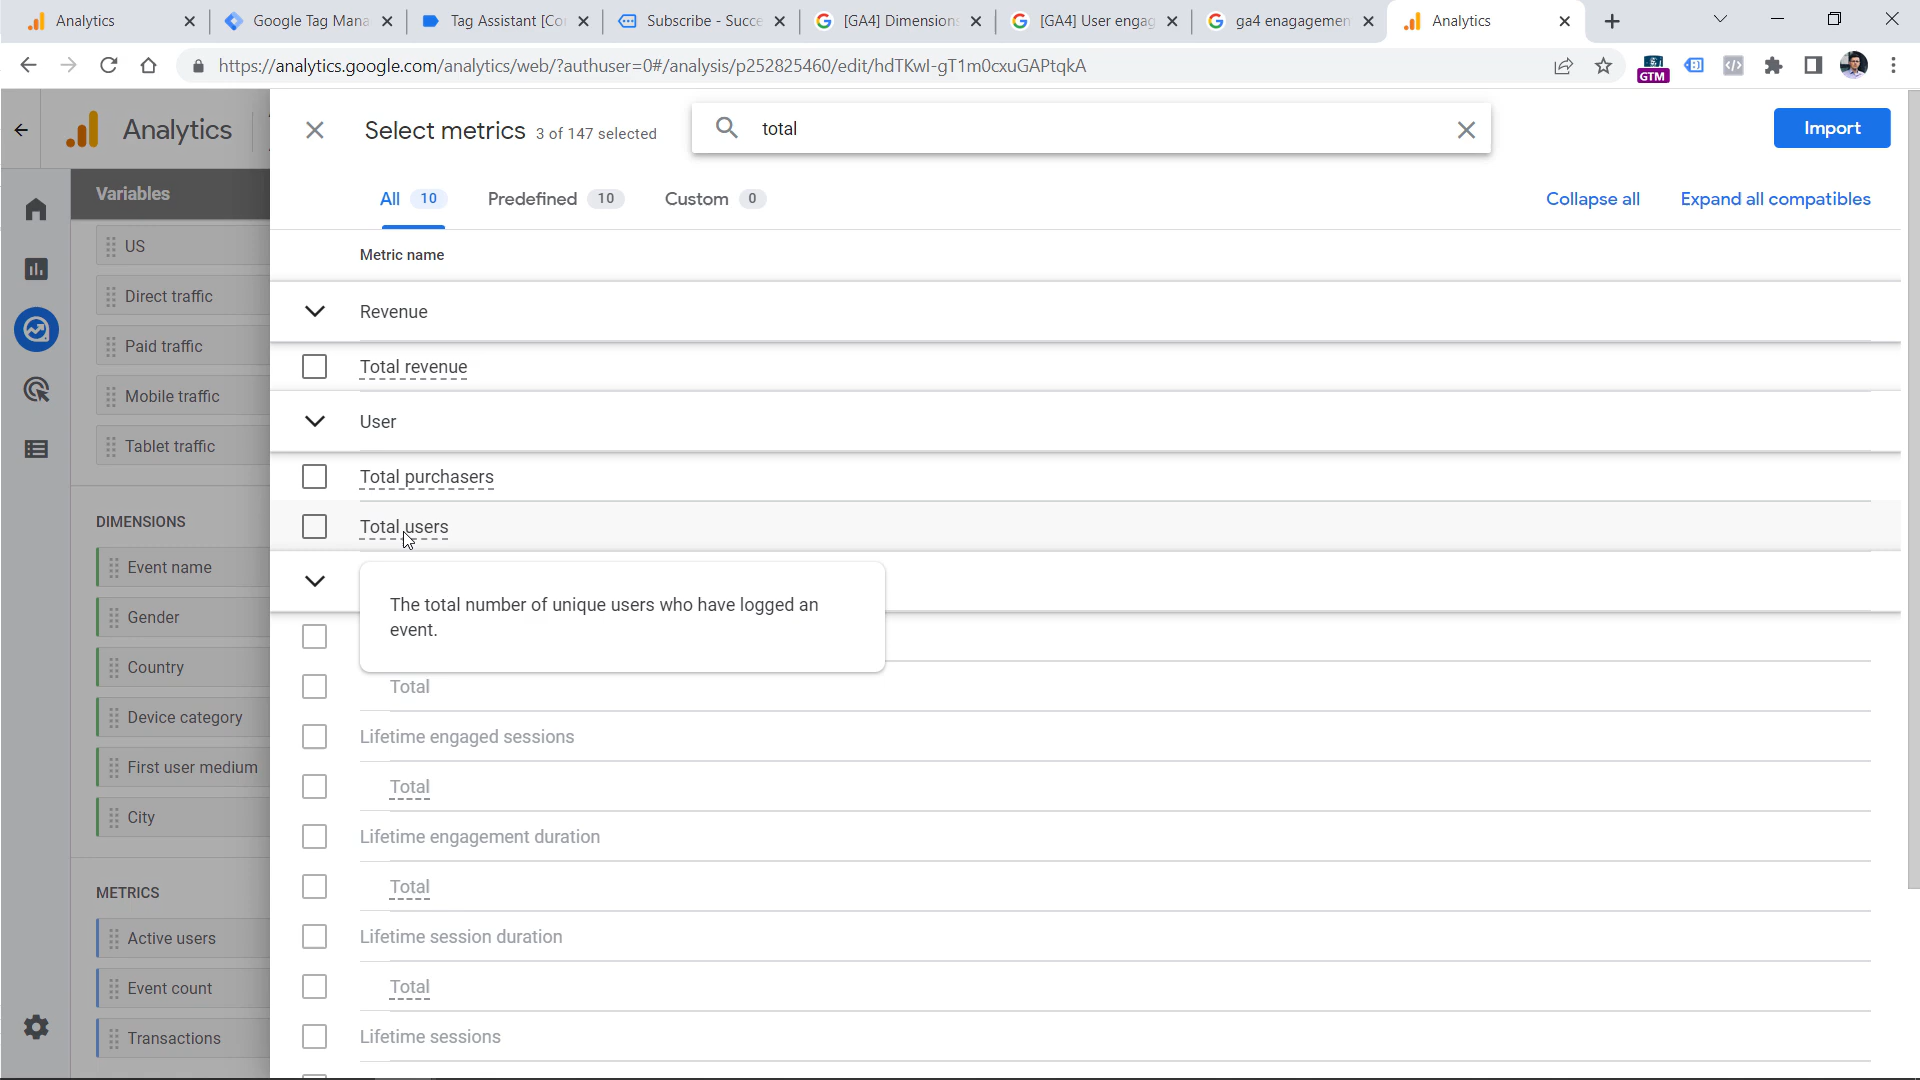 Analytics
Google Tag Mana
Tag Assistant [Co
Subscribe - Succe
[GA4] Dimension
[GA4] User engag
ga4 enagagemen
Analytics
https://analytics.google.com/analytics/web/?authuser=0#/analysis/p252825460/edit/hdTKwI-gT1m0cxuGAPtqkA
GTM
Analytics
Select metrics 3 of 147 selected
total
Import
Variables
All 10
Predefined 10
Custom 0
Collapse all
Expand all compatibles
US
Direct traffic
Paid traffic
Mobile traffic
Tablet traffic
DIMENSIONS
Event name
Gender
Country
Device category
First user medium
City
METRICS
Active users
Event count
Transactions
Metric name
Revenue
Total revenue
User
Total purchasers
Total users
The total number of unique users who have logged an
event.
Total
Lifetime engaged sessions
Total
Lifetime engagement duration
Total
Lifetime session duration
Total
Lifetime sessions